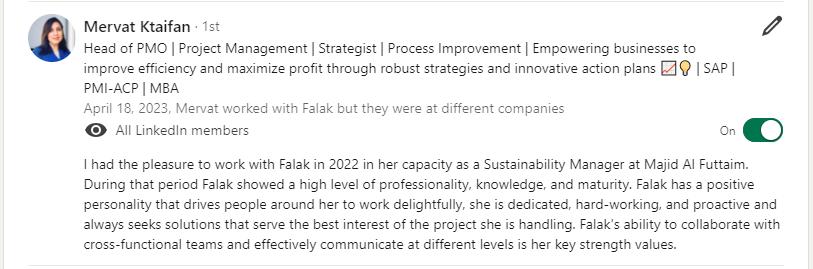 Mervat Ktaifan · 1st
Head of PMO | Project Management | Strategist | Process Improvement | Empowering businesses to
improve efficiency and maximize profit through robust strategies and innovative action plans 📈💡 | SAP |
PMI-ACP | MBA
April 18, 2023, Mervat worked with Falak but they were at different companies
All LinkedIn members
On
I had the pleasure to work with Falak in 2022 in her capacity as a Sustainability Manager at Majid Al Futtaim.
During that period Falak showed a high level of professionality, knowledge, and maturity. Falak has a positive
personality that drives people around her to work delightfully, she is dedicated, hard-working, and proactive and
always seeks solutions that serve the best interest of the project she is handling. Falak's ability to collaborate with
cross-functional teams and effectively communicate at different levels is her key strength values.